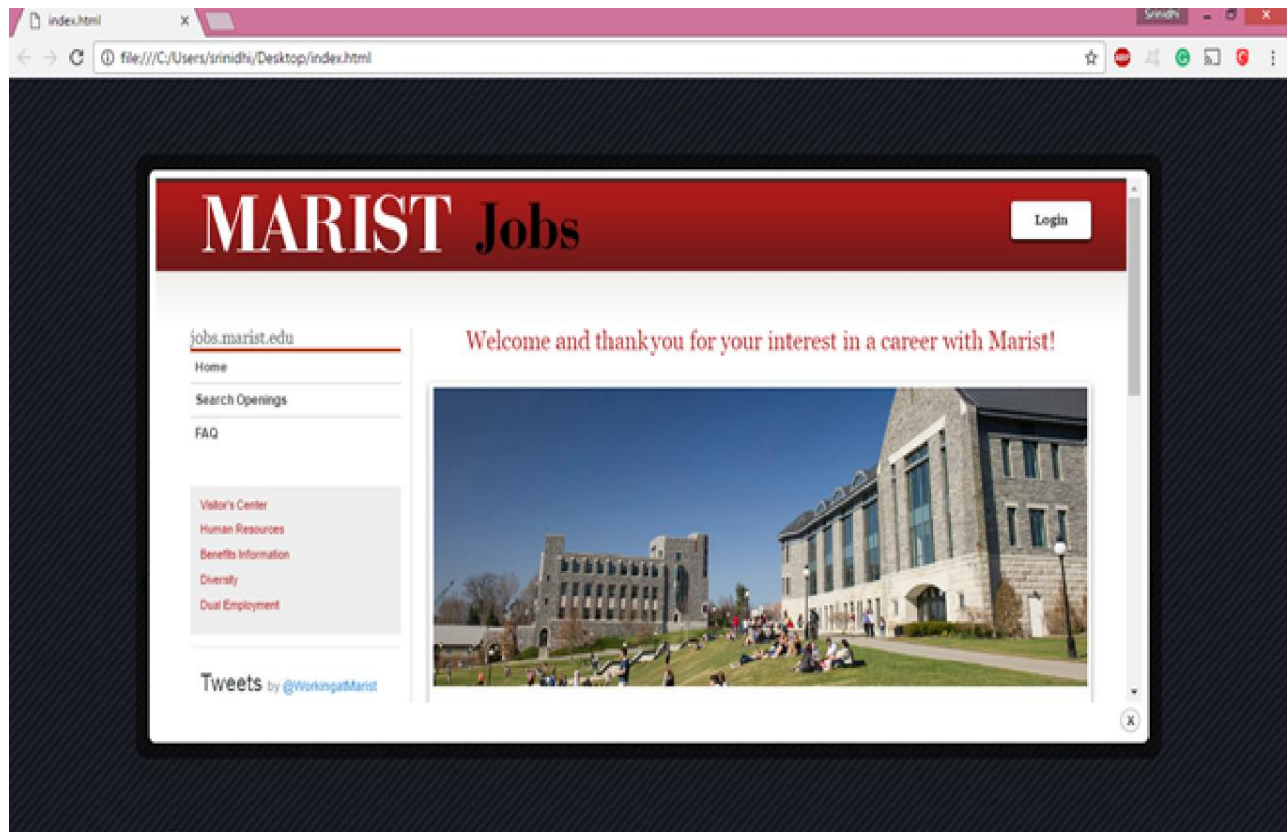 index.html
Srinidhi
file:///C:/Users/srinidhi/Desktop/index.html
MARIST Jobs
Login
jobs.marist.edu
Welcome and thankyou for your interest in a career with Marist!
Home
Search Openings
FAQ
Visitor's Center
Human Resources
Benefits Information
Diversity
Dual Employment
Tweets by @WorkingatMarist
X